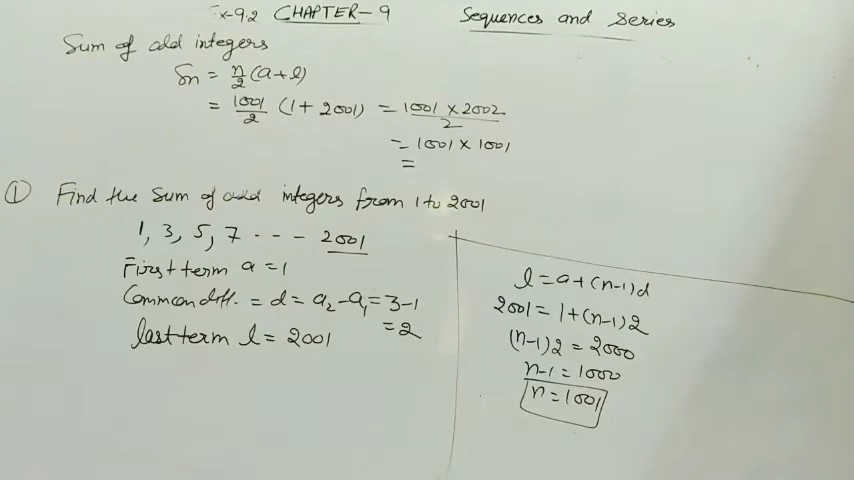 Ex-9.2 CHAPTER-9 Sequences and Series
Sum of odd integers
Sn = n/2 (a+l)
= 1001/2 (1+2001) = 1001 × 2002 / 2
= 1001 × 1001
=
① Find the sum of odd integers from 1 to 2001
1, 3, 5, 7 - - - 2001
First term a = 1
Common diff. = d = a₂-a₁ = 3-1
= 2
last term l = 2001
l = a+(n-1)d
2001 = 1+(n-1)2
(n-1)2 = 2000
n-1 = 1000
n = 1001